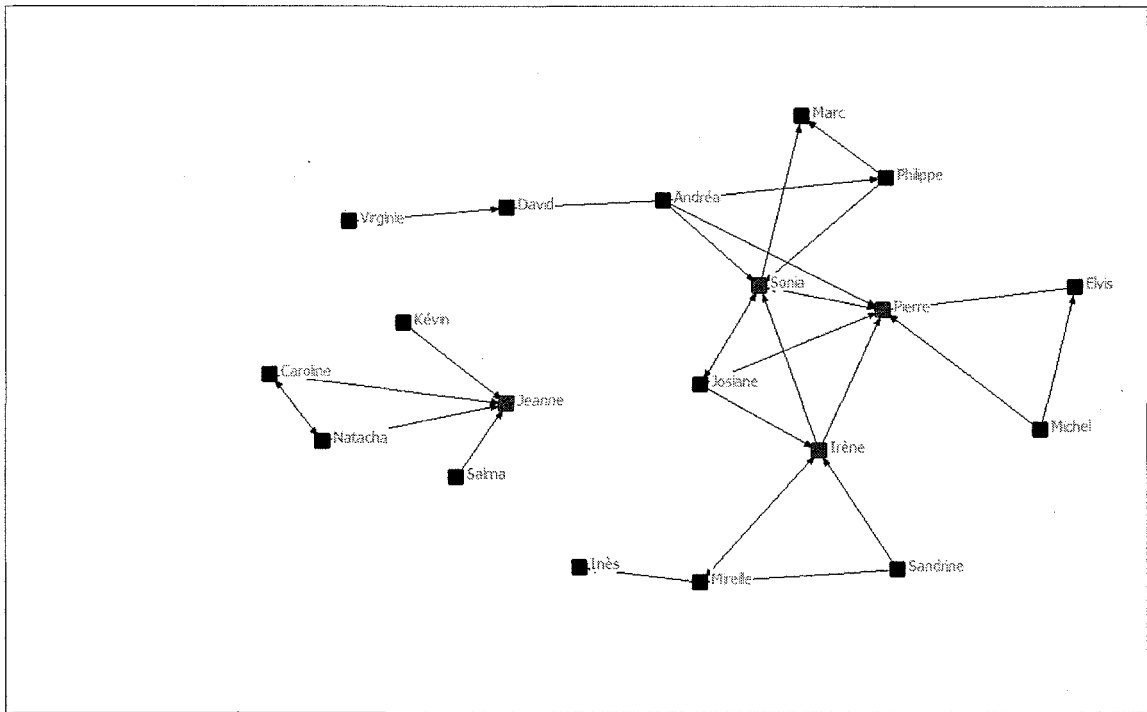 Marc
Philippe
Andréa
David
Virginie
Sonia
Elvis
Pierre
Kévin
Caroline
Josiane
Jeanne
Michel
Natacha
Irène
Salma
Inès
Sandrine
Mireille